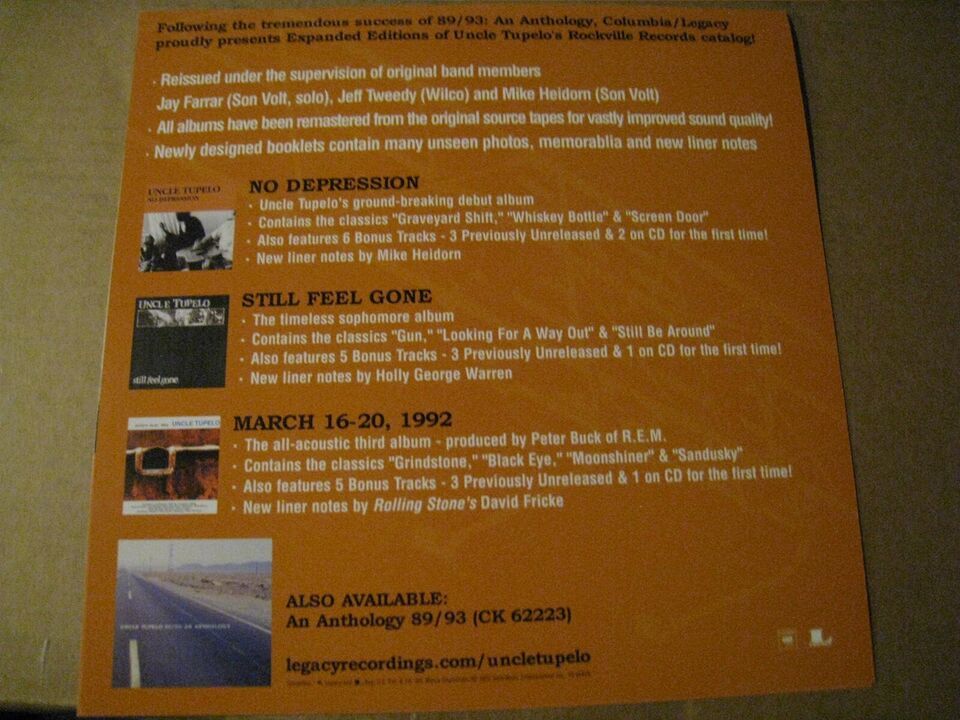 Following the tremendous success of 89/93: An Anthology, Columbia/Legacy
proudly presents Expanded Editions of Uncle Tupelo's Rockville Records catalog!
· Reissued under the supervision of original band members
Jay Farrar (Son Volt, solo), Jeff Tweedy (Wilco) and Mike Heidorn (Son Volt)
· All albums have been remastered from the original source tapes for vastly improved sound quality!
· Newly designed booklets contain many unseen photos, memorablia and new liner notes
UNCLE TUPELO
NO DEPRESSION
NO DEPRESSION
· Uncle Tupelo's ground-breaking debut album
· Contains the classics "Graveyard Shift," "Whiskey Bottle" & "Screen Door"
· Also features 6 Bonus Tracks - 3 Previously Unreleased & 2 on CD for the first time!
· New liner notes by Mike Heidorn
UNCLE TUPELO
still feel gone
STILL FEEL GONE
· The timeless sophomore album
· Contains the classics "Gun," "Looking For A Way Out" & "Still Be Around"
· Also features 5 Bonus Tracks - 3 Previously Unreleased & 1 on CD for the first time!
· New liner notes by Holly George Warren
UNCLE TUPELO
MARCH 16-20, 1992
· The all-acoustic third album - produced by Peter Buck of R.E.M.
· Contains the classics "Grindstone," "Black Eye," "Moonshiner" & "Sandusky"
· Also features 5 Bonus Tracks - 3 Previously Unreleased & 1 on CD for the first time!
· New liner notes by Rolling Stone's David Fricke
UNCLE TUPELO 89/93: AN ANTHOLOGY
ALSO AVAILABLE:
An Anthology 89/93 (CK 62223)
legacyrecordings.com/uncletupelo